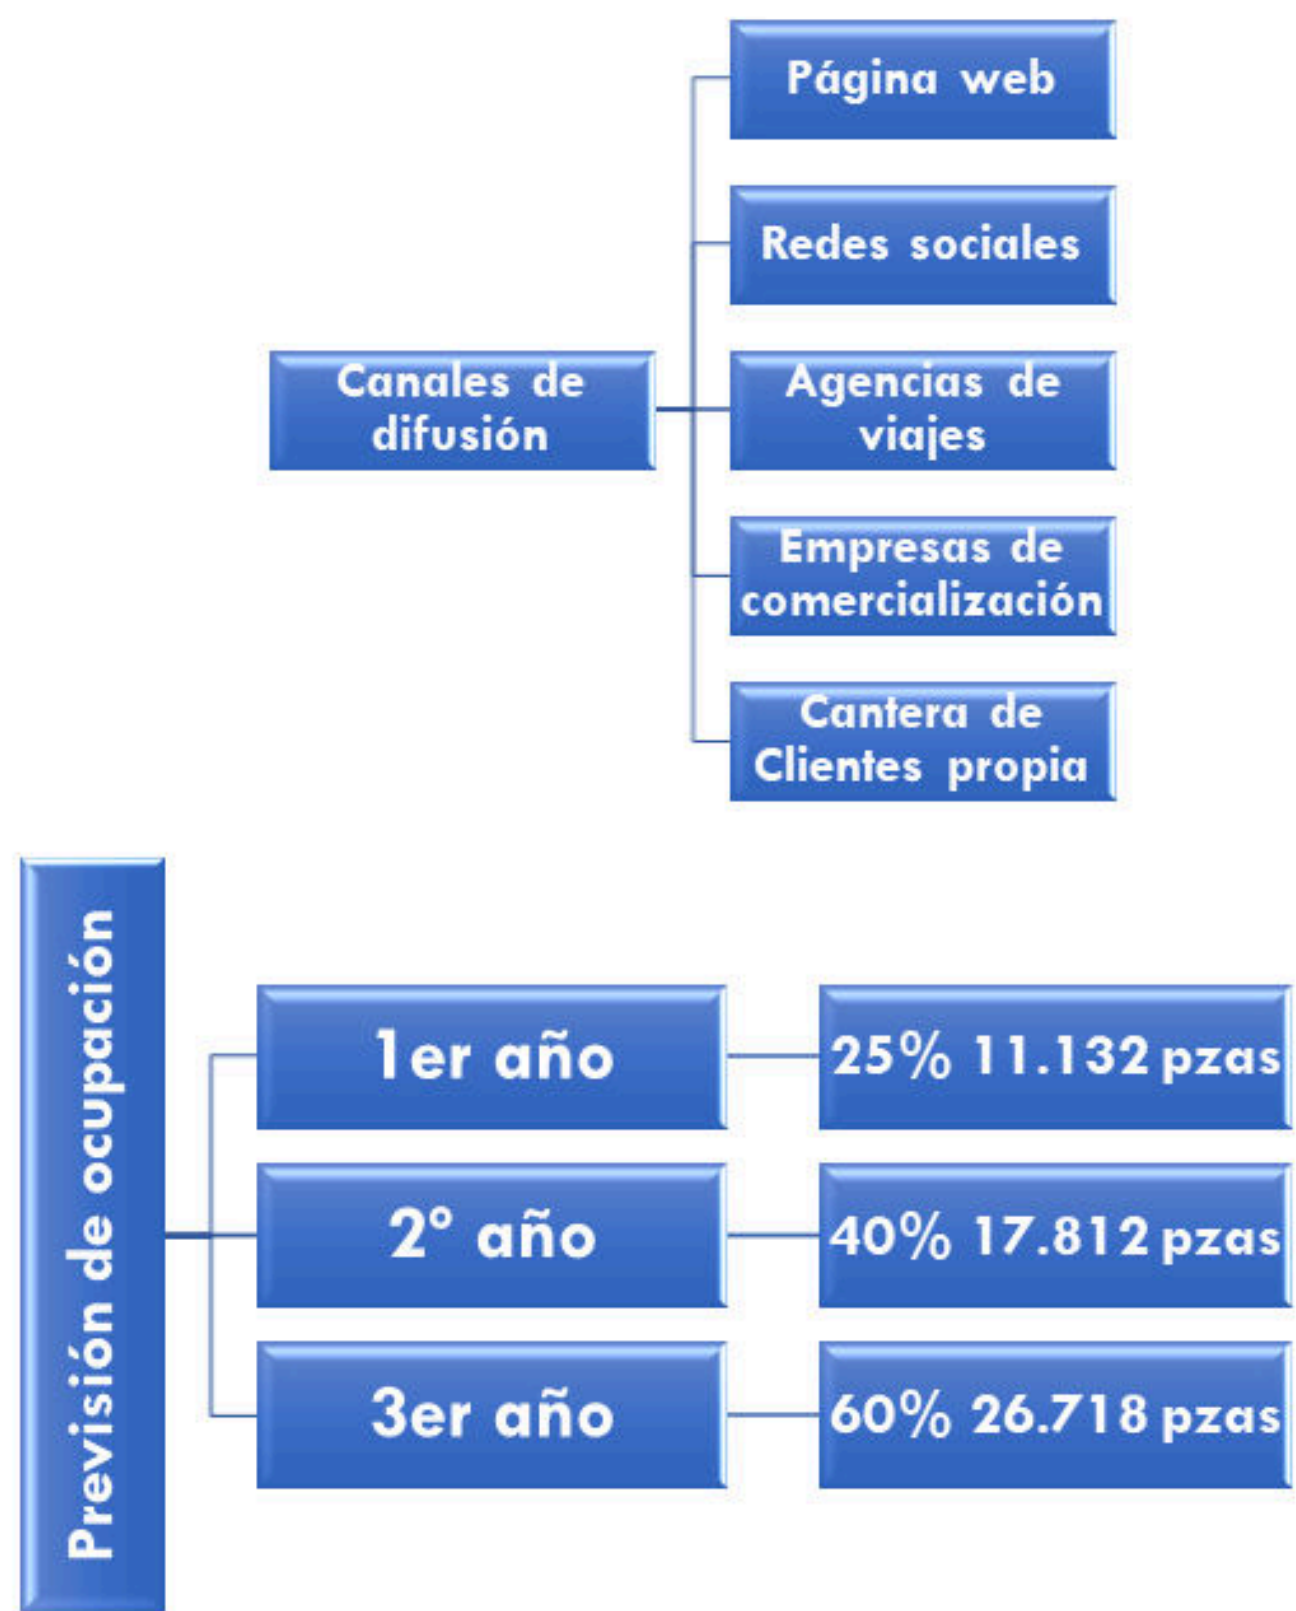 Página web
Redes sociales
Canales de
difusión
Agencias de
viajes
Empresas de
comercialización
Cantera de
Clientes propia
Previsión de ocupación
1er año
25% 11.132 pzas
2º año
40% 17.812 pzas
3er año
60% 26.718 pzas